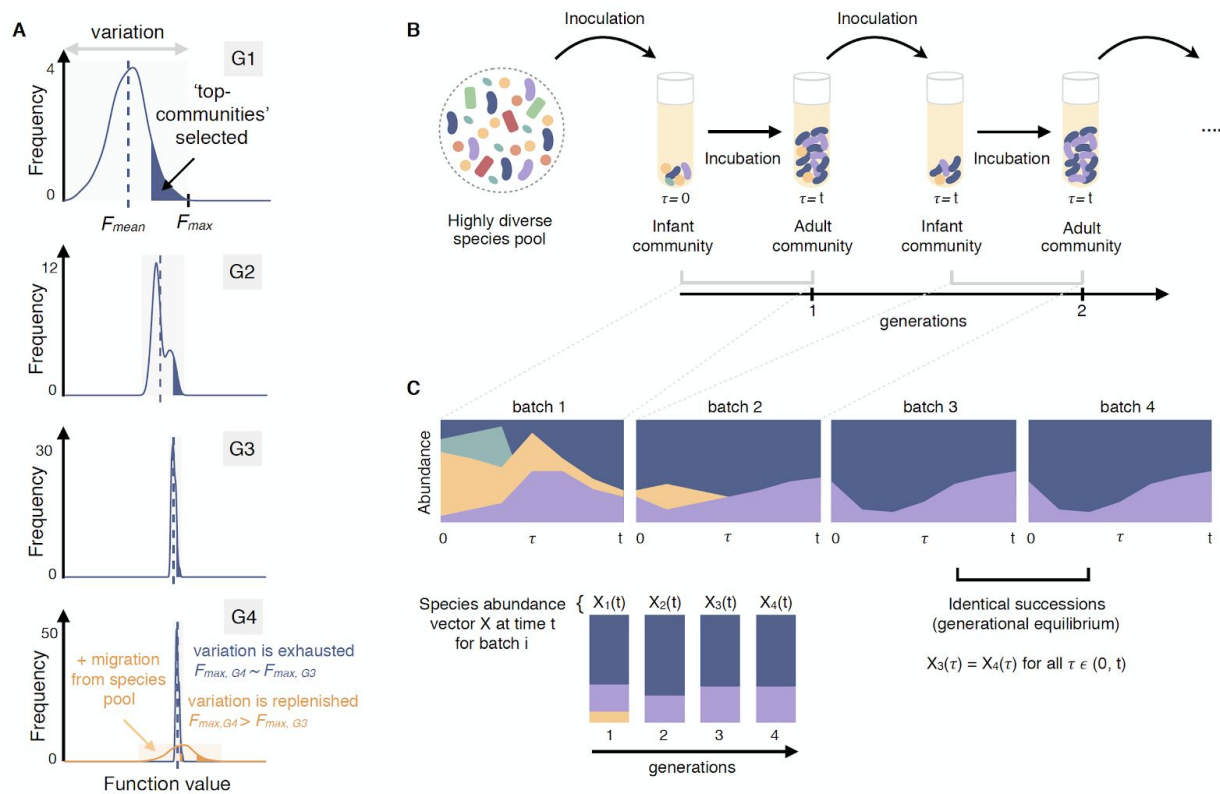 A
variation
G1
4
Frequency
0
‘top-
communities’
selected
F_mean
F_max
G2
12
Frequency
0
G3
30
Frequency
0
G4
50
Frequency
0
+ migration
from species
pool
variation is exhausted
F_max, G4 ~ F_max, G3
variation is replenished
F_max,G4 > F_max, G3
Function value
B
Inoculation
Inoculation
Incubation
Incubation
....
τ= 0
τ= t
τ= t
τ= t
Highly diverse
species pool
Infant
community
Adult
community
Infant
community
Adult
community
1
generations
2
C
batch 1
batch 2
batch 3
batch 4
Abundance
0 τ t
0 τ t
0 τ t
0 τ t
Species abundance
vector X at time t
for batch i
{ X₁(t) X₂(t) X₃(t) X₄(t)
1 2 3 4
generations
Identical successions
(generational equilibrium)
X₃(τ) = X₄(τ) for all τ ϵ (0, t)